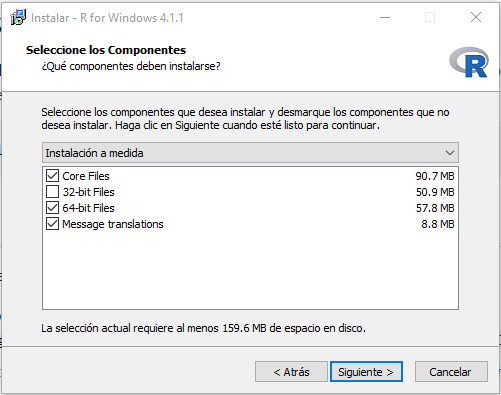 Instalar - R for Windows 4.1.1
Seleccione los Componentes
¿Qué componentes deben instalarse?
R
Seleccione los componentes que desea instalar y desmarque los componentes que no
desea instalar. Haga clic en Siguiente cuando esté listo para continuar.
Instalación a medida
Core Files 90.7 MB
32-bit Files 50.9 MB
64-bit Files 57.8 MB
Message translations 8.8 MB
La selección actual requiere al menos 159.6 MB de espacio en disco.
< Atrás Siguiente > Cancelar